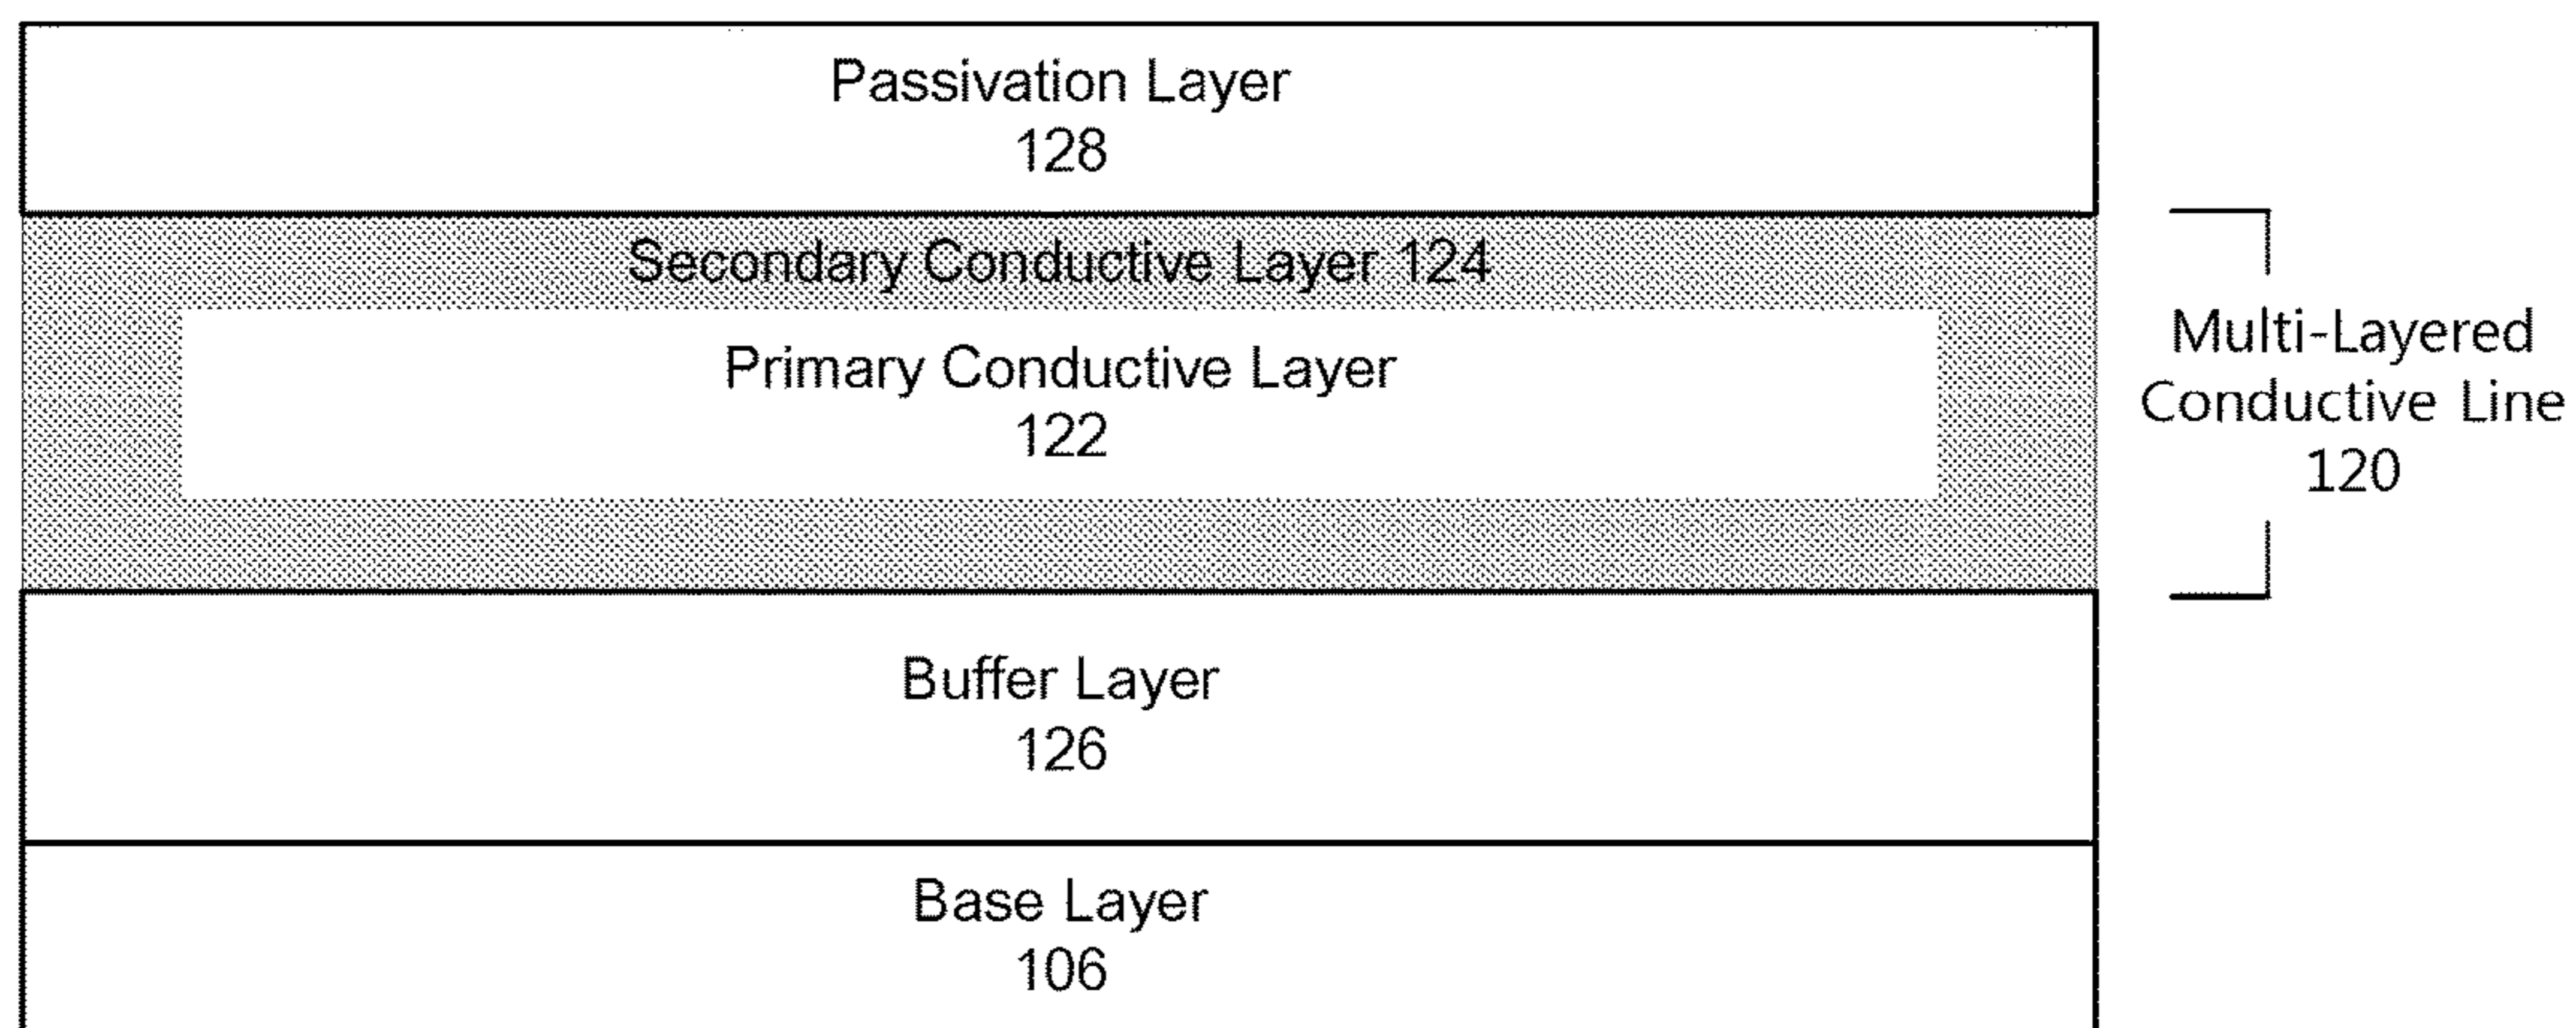 Passivation Layer
128
Secondary Conductive Layer 124
Primary Conductive Layer
122
Multi-Layered
Conductive Line
120
Buffer Layer
126
Base Layer
106